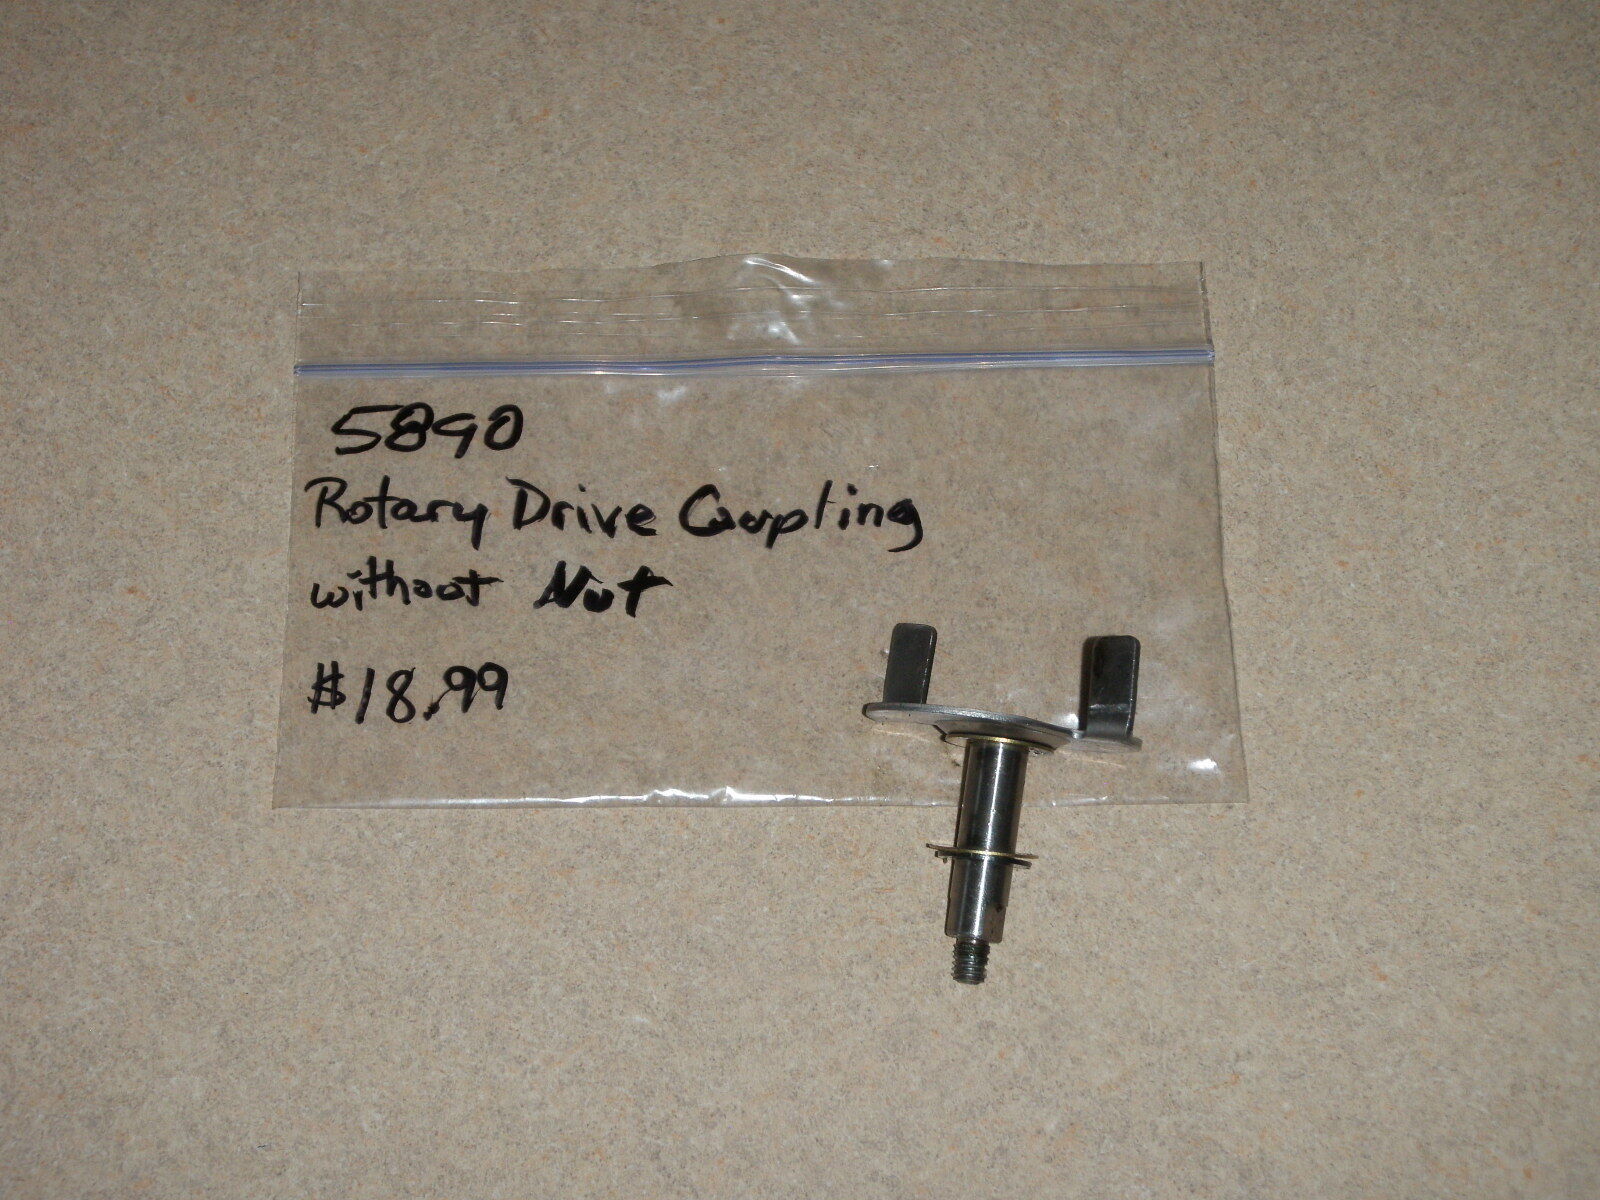 5890
Rotary Drive Coupling
without Nut
$18.99